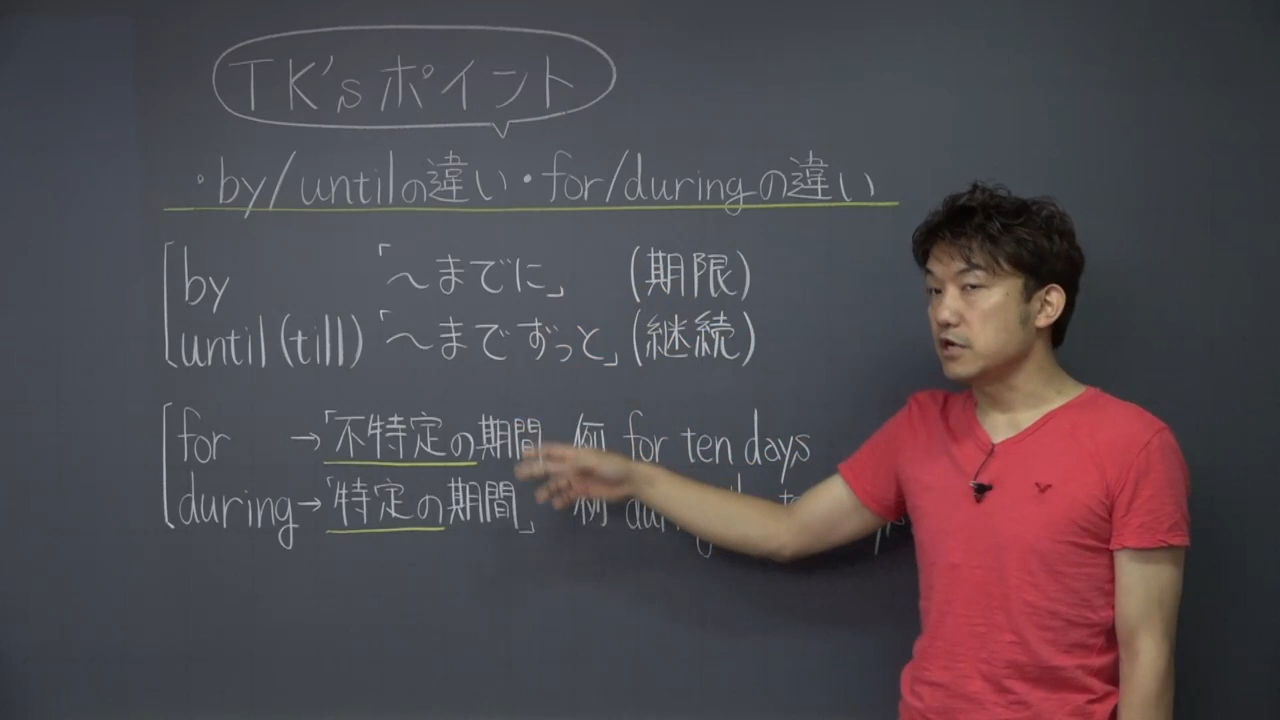 TK'sポイント
・by/untilの違い・for/duringの違い
by 「～までに」 (期限)
until (till) 「～までずっと」 (継続)
for →「不特定の期間 例 for ten days
during→「特定の期間」 例